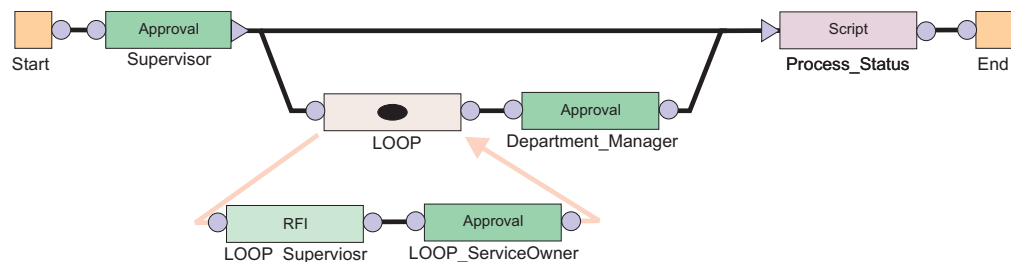 Approval
Script
Start
Supervisor
Process_Status
End
Approval
LOOP
Department_Manager
RFI
Approval
LOOP_Superviosr
LOOP_ServiceOwner